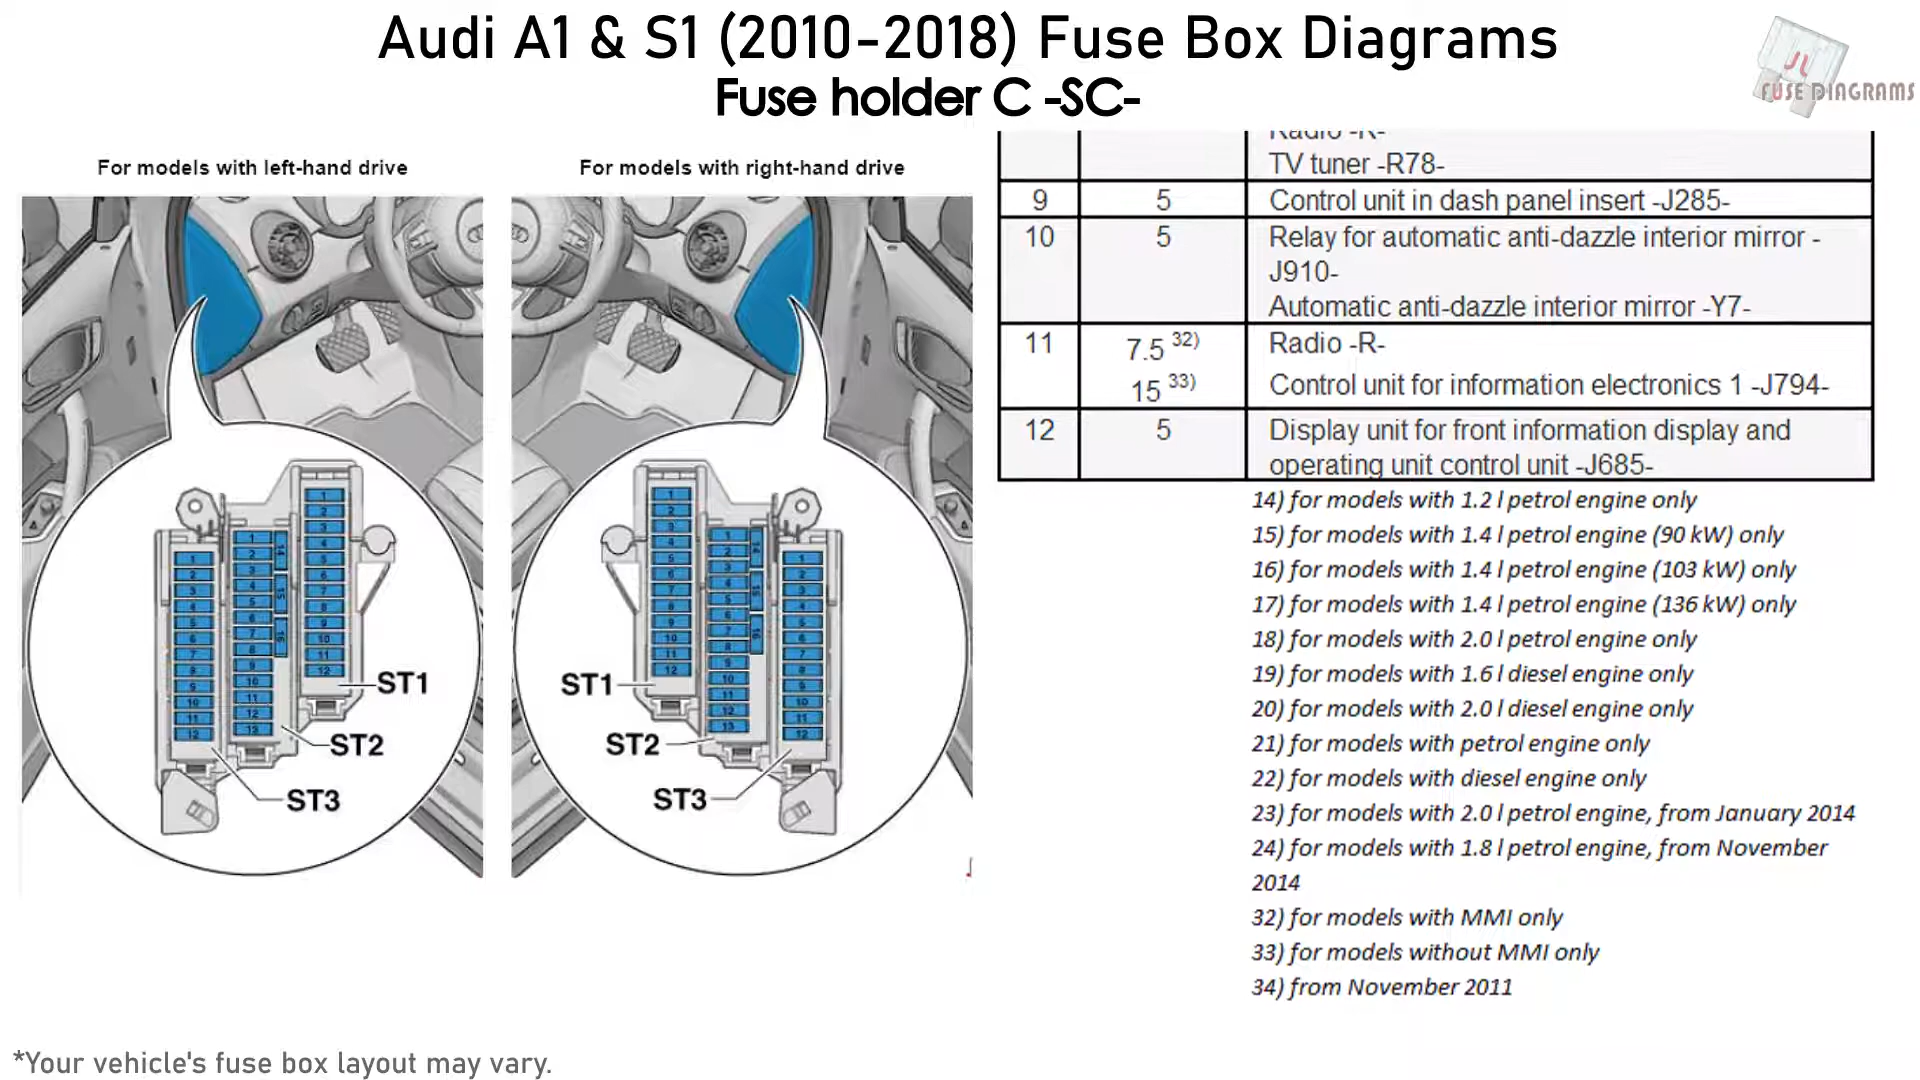 Audi A1 & S1 (2010-2018) Fuse Box Diagrams
Fuse holder C -SC-
JL
FUSE DIAGRAMS
For models with left-hand drive
For models with right-hand drive
ST1
ST2
ST3
ST1
ST2
ST3
Radio -R-
TV tuner -R78-
9 5 Control unit in dash panel insert -J285-
10 5 Relay for automatic anti-dazzle interior mirror -
J910-
Automatic anti-dazzle interior mirror -Y7-
11 7.5 32) Radio -R-
15 33) Control unit for information electronics 1 -J794-
12 5 Display unit for front information display and
operating unit control unit -J685-
14) for models with 1.2 l petrol engine only
15) for models with 1.4 l petrol engine (90 kW) only
16) for models with 1.4 l petrol engine (103 kW) only
17) for models with 1.4 l petrol engine (136 kW) only
18) for models with 2.0 l petrol engine only
19) for models with 1.6 l diesel engine only
20) for models with 2.0 l diesel engine only
21) for models with petrol engine only
22) for models with diesel engine only
23) for models with 2.0 l petrol engine, from January 2014
24) for models with 1.8 l petrol engine, from November
2014
32) for models with MMI only
33) for models without MMI only
34) from November 2011
*Your vehicle's fuse box layout may vary.